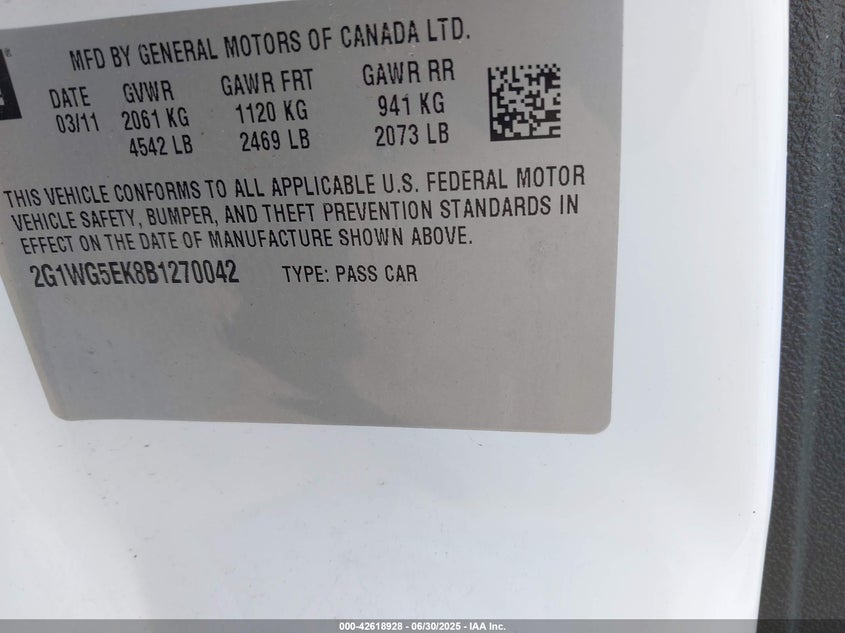 MFD BY GENERAL MOTORS OF CANADA LTD.
DATE GVWR GAWR FRT GAWR RR
03/11 2061 KG 1120 KG 941 KG
4542 LB 2469 LB 2073 LB
THIS VEHICLE CONFORMS TO ALL APPLICABLE U.S. FEDERAL MOTOR
VEHICLE SAFETY, BUMPER, AND THEFT PREVENTION STANDARDS IN
EFFECT ON THE DATE OF MANUFACTURE SHOWN ABOVE.
2G1WG5EK8B1270042 TYPE: PASS CAR
000-42618928 - 06/30/2025 - IAA Inc.